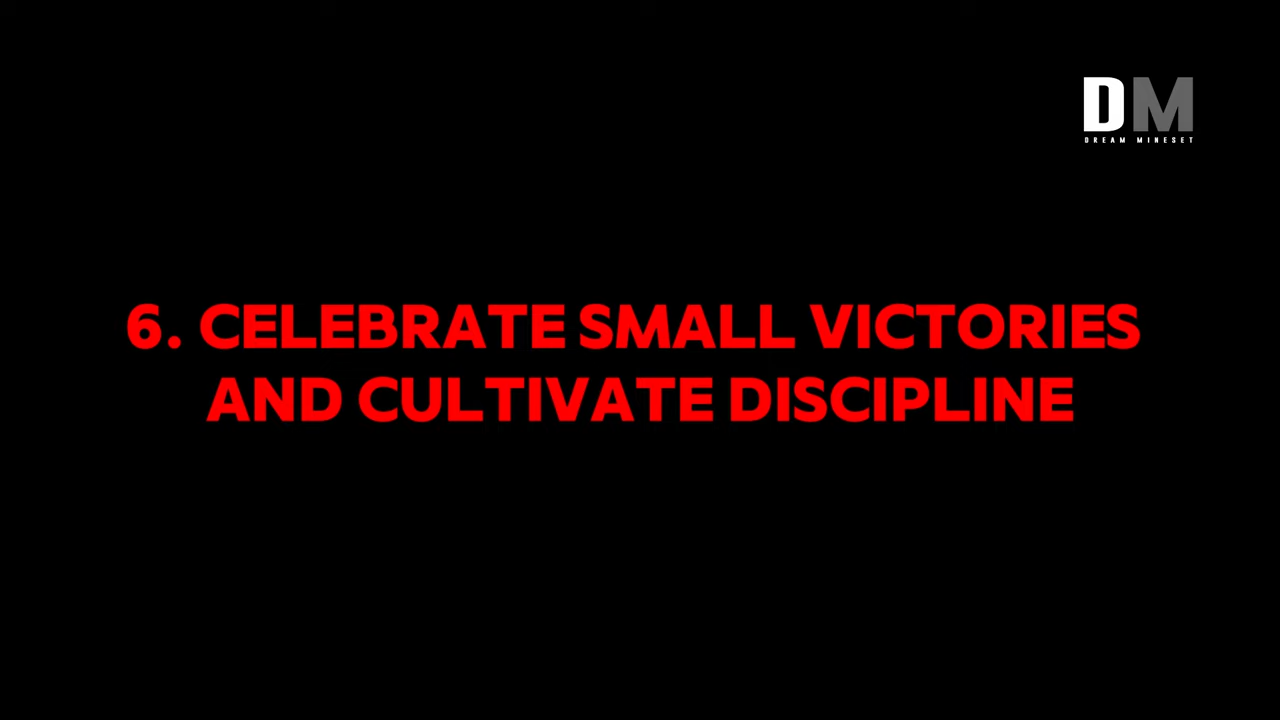 DM
DREAM MINESET
6. CELEBRATE SMALL VICTORIES
AND CULTIVATE DISCIPLINE